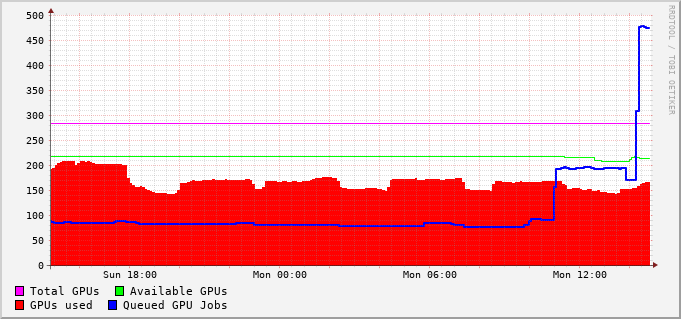 500
450
400
350
300
250
200
150
100
50
0
Sun 18:00 Mon 00:00 Mon 06:00 Mon 12:00
Total GPUs Available GPUs
GPUs used Queued GPU Jobs
RRDTOOL / TOBI OETIKER